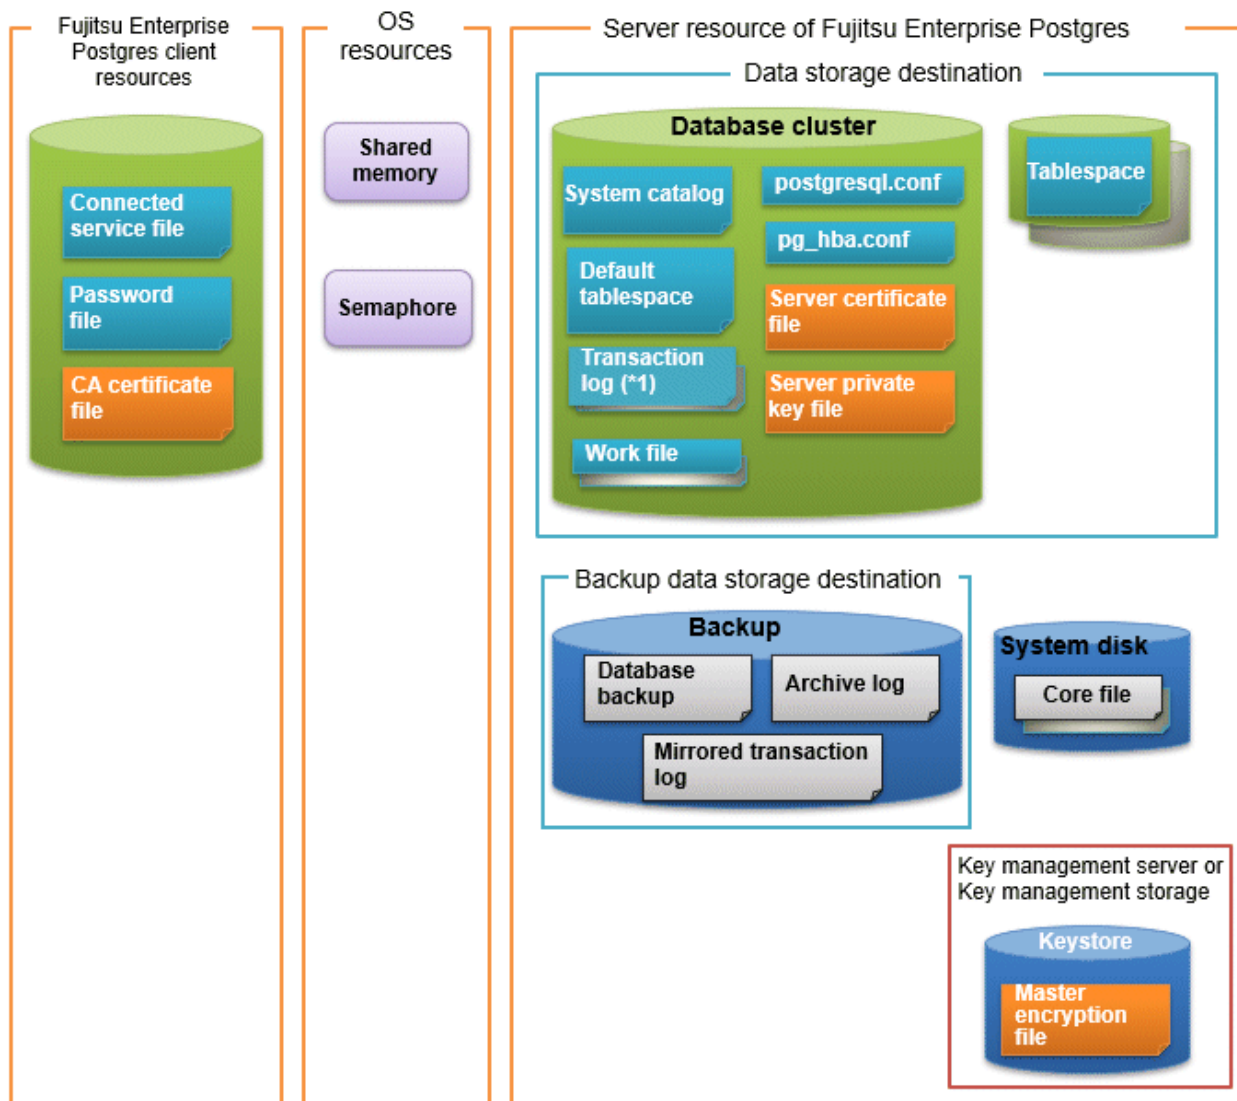 Fujitsu Enterprise
Postgres client
resources
Connected
service file
Password
file
CA certificate
file
OS
resources
Shared
memory
Semaphore
Server resource of Fujitsu Enterprise Postgres
Data storage destination
Database cluster
System catalog
Default
tablespace
Transaction
log (*1)
Work file
postgresql.conf
pg_hba.conf
Server certificate
file
Server private
key file
Tablespace
Backup data storage destination
Backup
Database
backup
Archive log
Mirrored transaction
log
System disk
Core file
Key management server or
Key management storage
Keystore
Master
encryption
file